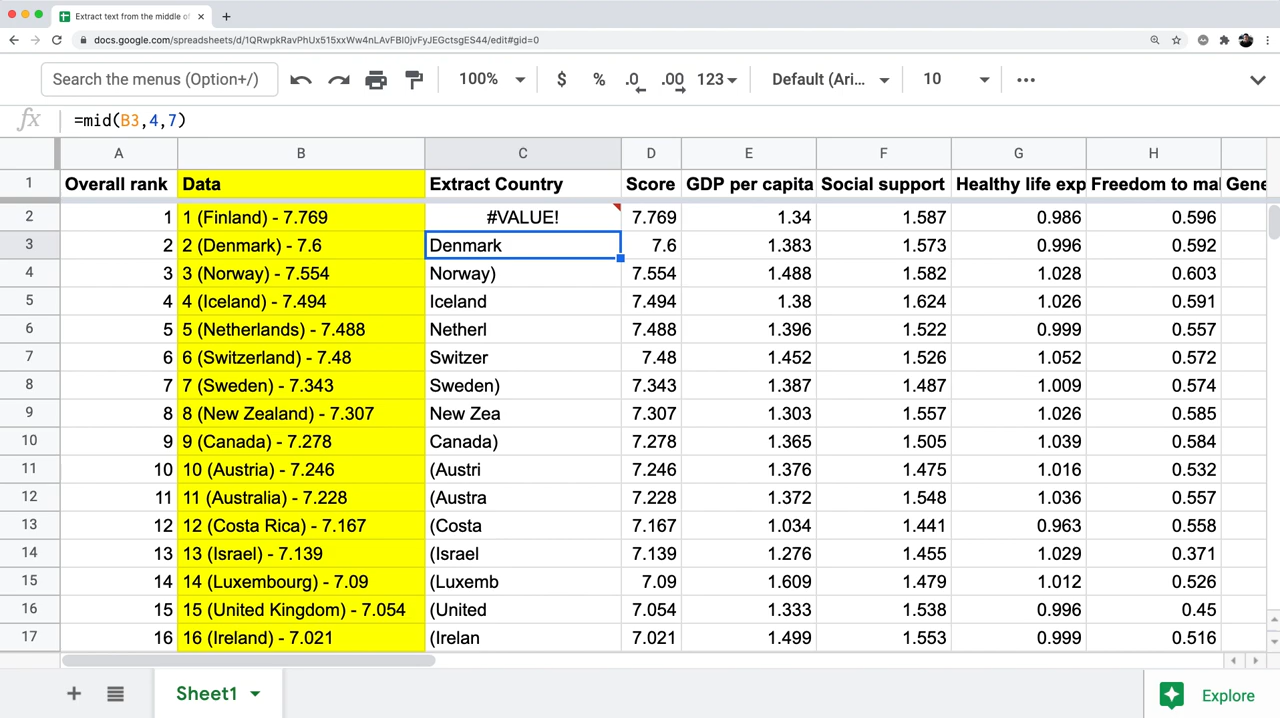 Extract text from the middle of
docs.google.com/spreadsheets/d/1QRwpkRavPhUx515xxWw4nLAvFBl0jvFyJEGctsgES44/edit#gid=0
Search the menus (Option+/) 100% $ % .0 .00 123 Default (Ari... 10
fx =mid(B3,4,7)
A B C D E F G H
1 Overall rank Data Extract Country Score GDP per capita Social support Healthy life exp Freedom to mal Gene
2 1 1 (Finland) - 7.769 #VALUE! 7.769 1.34 1.587 0.986 0.596
3 2 2 (Denmark) - 7.6 Denmark 7.6 1.383 1.573 0.996 0.592
4 3 3 (Norway) - 7.554 Norway) 7.554 1.488 1.582 1.028 0.603
5 4 4 (Iceland) - 7.494 Iceland 7.494 1.38 1.624 1.026 0.591
6 5 5 (Netherlands) - 7.488 Netherl 7.488 1.396 1.522 0.999 0.557
7 6 6 (Switzerland) - 7.48 Switzer 7.48 1.452 1.526 1.052 0.572
8 7 7 (Sweden) - 7.343 Sweden) 7.343 1.387 1.487 1.009 0.574
9 8 8 (New Zealand) - 7.307 New Zea 7.307 1.303 1.557 1.026 0.585
10 9 9 (Canada) - 7.278 Canada) 7.278 1.365 1.505 1.039 0.584
11 10 10 (Austria) - 7.246 (Austri 7.246 1.376 1.475 1.016 0.532
12 11 11 (Australia) - 7.228 (Austra 7.228 1.372 1.548 1.036 0.557
13 12 12 (Costa Rica) - 7.167 (Costa 7.167 1.034 1.441 0.963 0.558
14 13 13 (Israel) - 7.139 (Israel 7.139 1.276 1.455 1.029 0.371
15 14 14 (Luxembourg) - 7.09 (Luxemb 7.09 1.609 1.479 1.012 0.526
16 15 15 (United Kingdom) - 7.054 (United 7.054 1.333 1.538 0.996 0.45
17 16 16 (Ireland) - 7.021 (Irelan 7.021 1.499 1.553 0.999 0.516
Sheet1 Explore